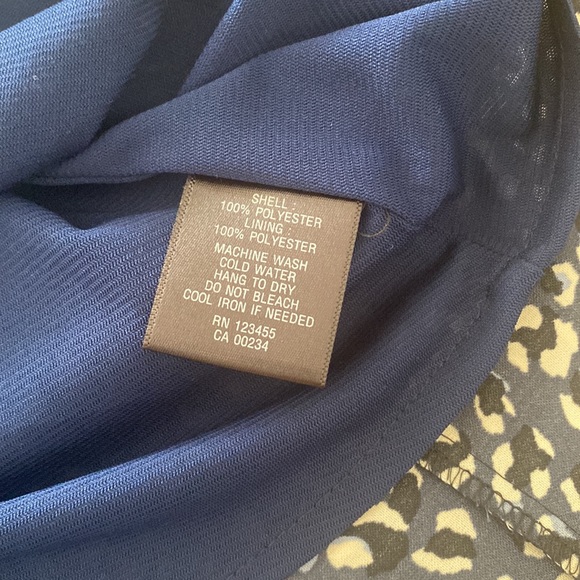 SHELL :
100% POLYESTER
LINING :
100% POLYESTER
MACHINE WASH
COLD WATER
HANG TO DRY
DO NOT BLEACH
COOL IRON IF NEEDED
RN 123455
CA 00234